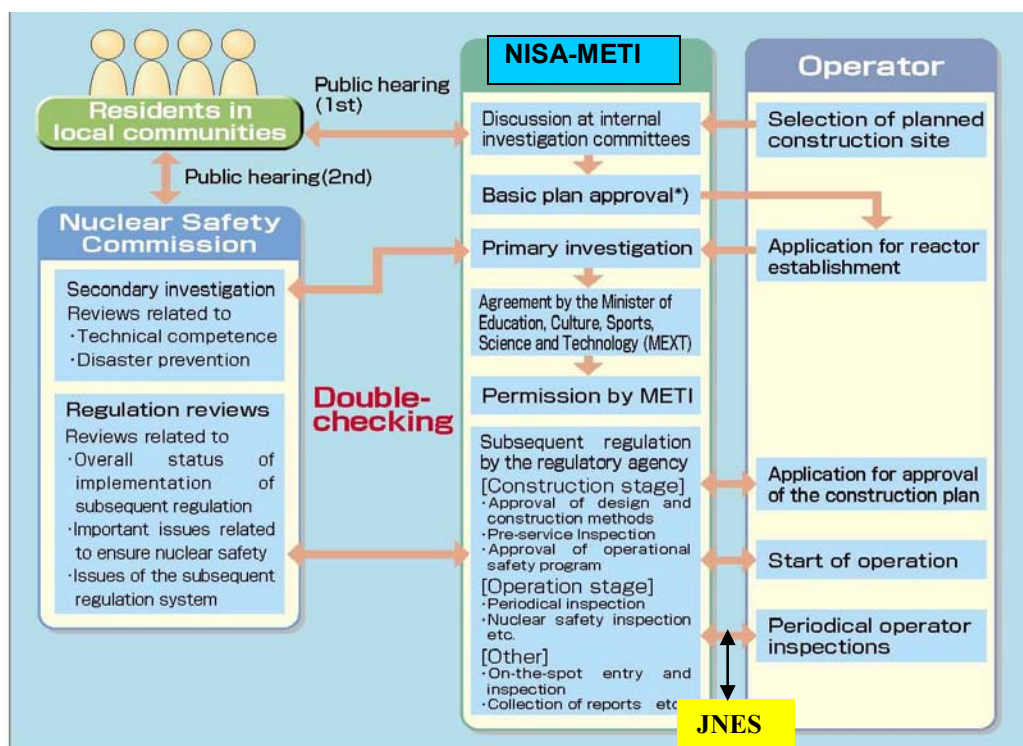 Residents in
local communities
Public hearing
(1st)
Public hearing(2nd)
Nuclear Safety
Commission
Secondary investigation
Reviews related to
・Technical competence
・Disaster prevention
Regulation reviews
Reviews related to
・Overall status of
implementation of
subsequent regulation
・Important issues related
to ensure nuclear safety
・Issues of the subsequent
regulation system
Double-
checking
NISA-METI
Discussion at internal
investigation committees
Basic plan approval*)
Primary investigation
Agreement by the Minister of
Education, Culture, Sports,
Science and Technology (MEXT)
Permission by METI
Subsequent regulation
by the regulatory agency
[Construction stage]
・Approval of design and
construction methods
・Pre-service Inspection
・Approval of operational
safety program
[Operation stage]
・Periodical inspection
・Nuclear safety inspection
etc.
[Other]
・On-the-spot entry and
inspection
・Collection of reports etc
Operator
Selection of planned
construction site
Application for reactor
establishment
Application for approval
of the construction plan
Start of operation
Periodical operator
inspections
JNES